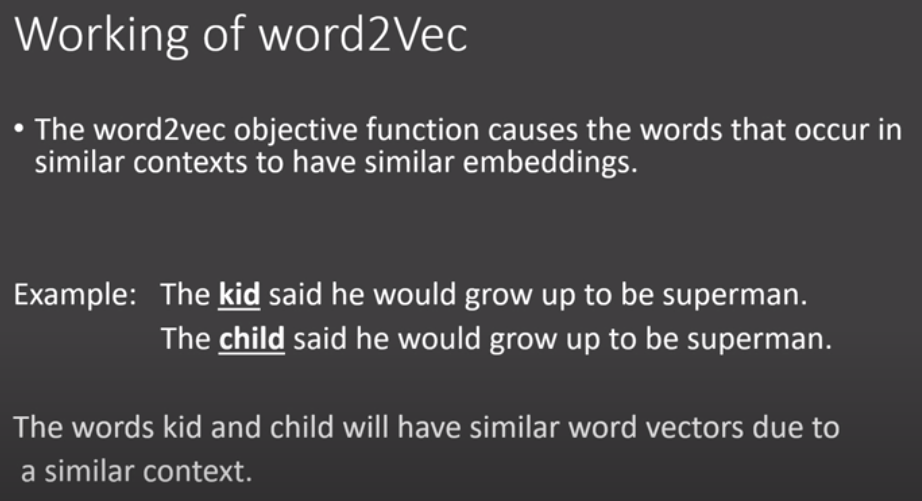 Working of word2Vec
• The word2vec objective function causes the words that occur in
similar contexts to have similar embeddings.
Example: The kid said he would grow up to be superman.
The child said he would grow up to be superman.
The words kid and child will have similar word vectors due to
a similar context.